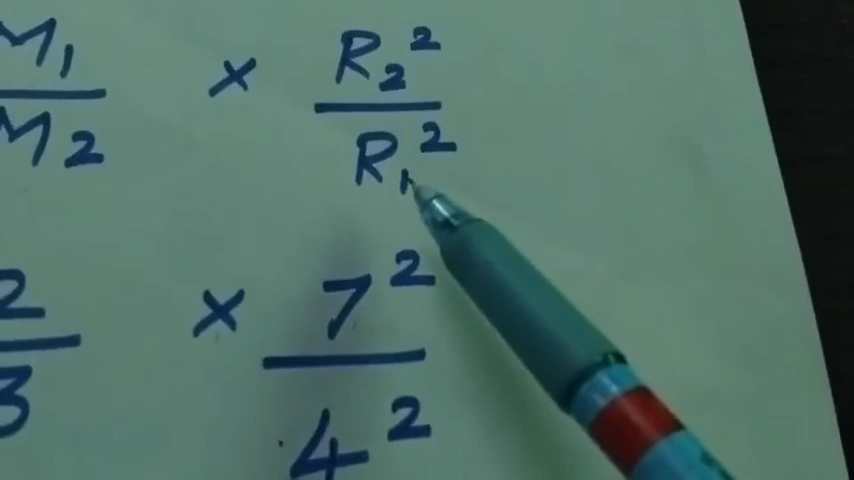 M₁ × R₂²
M₂ R₁²
2 × 7²
3 4²